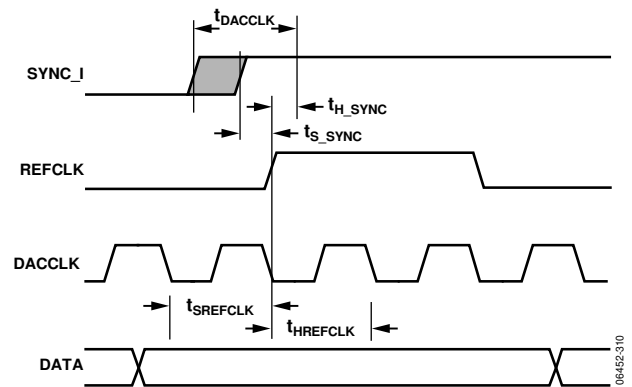 tDACCLK
SYNC_I
tH_SYNC
tS_SYNC
REFCLK
DACCLK
tSREFCLK
tHREFCLK
DATA
06452-310